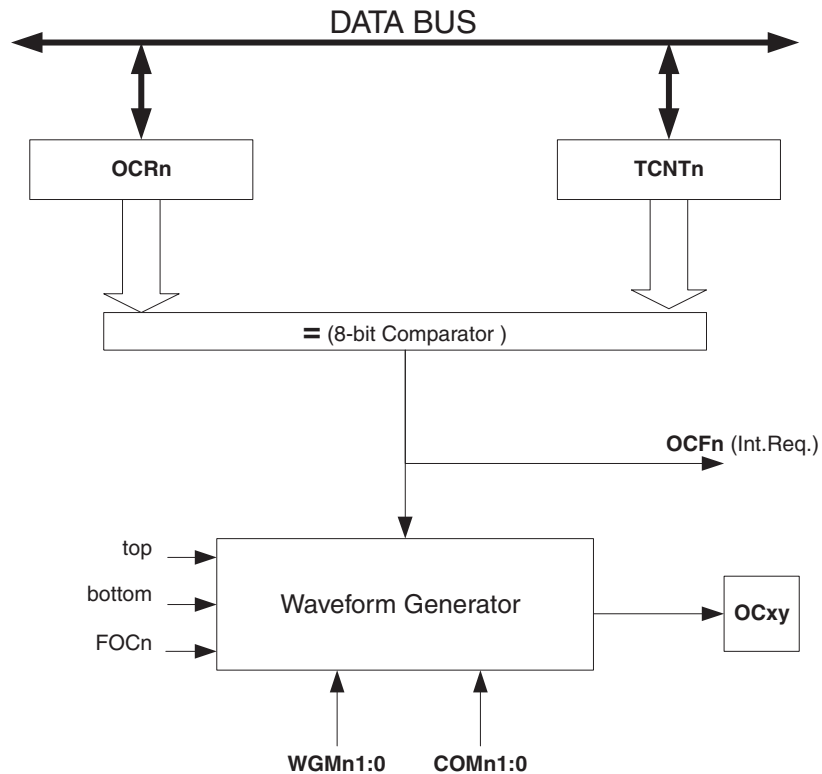 DATA BUS
OCRn
TCNTn
= (8-bit Comparator )
OCFn (Int.Req.)
top
bottom
FOCn
Waveform Generator
OCxy
WGMn1:0
COMn1:0